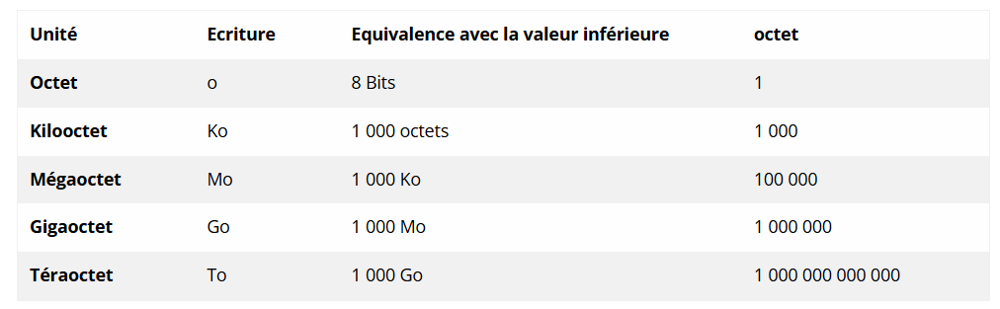 Unité Ecriture Equivalence avec la valeur inférieure octet
Octet o 8 Bits 1
Kilooctet Ko 1 000 octets 1 000
Mégaoctet Mo 1 000 Ko 100 000
Gigaoctet Go 1 000 Mo 1 000 000
Téraoctet To 1 000 Go 1 000 000 000 000